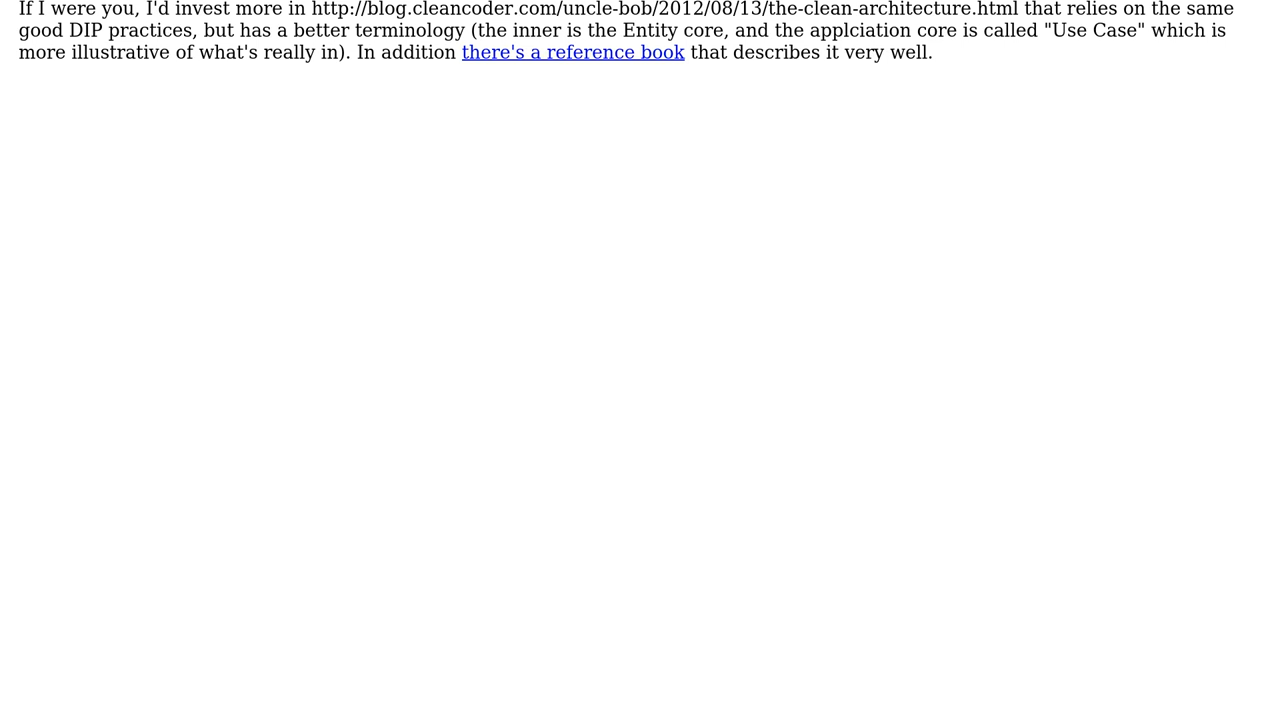 If I were you, I'd invest more in http://blog.cleancoder.com/uncle-bob/2012/08/13/the-clean-architecture.html that relies on the same
good DIP practices, but has a better terminology (the inner is the Entity core, and the applciation core is called "Use Case" which is
more illustrative of what's really in). In addition there's a reference book that describes it very well.